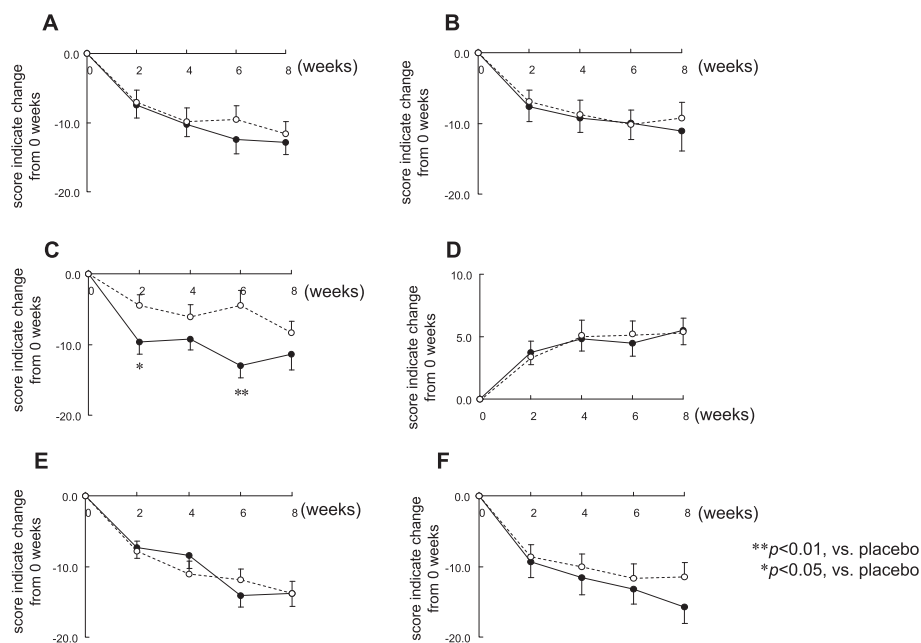 A
0.0
0 2 4 6 8 (weeks)
-10.0
-20.0
score indicate change
from 0 weeks
B
0.0
0 2 4 6 8 (weeks)
-10.0
-20.0
score indicate change
from 0 weeks
C
0.0
0 2 4 6 8 (weeks)
-10.0
* **
-20.0
score indicate change
from 0 weeks
D
10.0
5.0
0.0
0 2 4 6 8 (weeks)
score indicate change
from 0 weeks
E
0.0
0 2 4 6 8 (weeks)
-10.0
-20.0
score indicate change
from 0 weeks
F
0.0
0 2 4 6 8 (weeks)
-10.0
-20.0
score indicate change
from 0 weeks
**p<0.01, vs. placebo
*p<0.05, vs. placebo